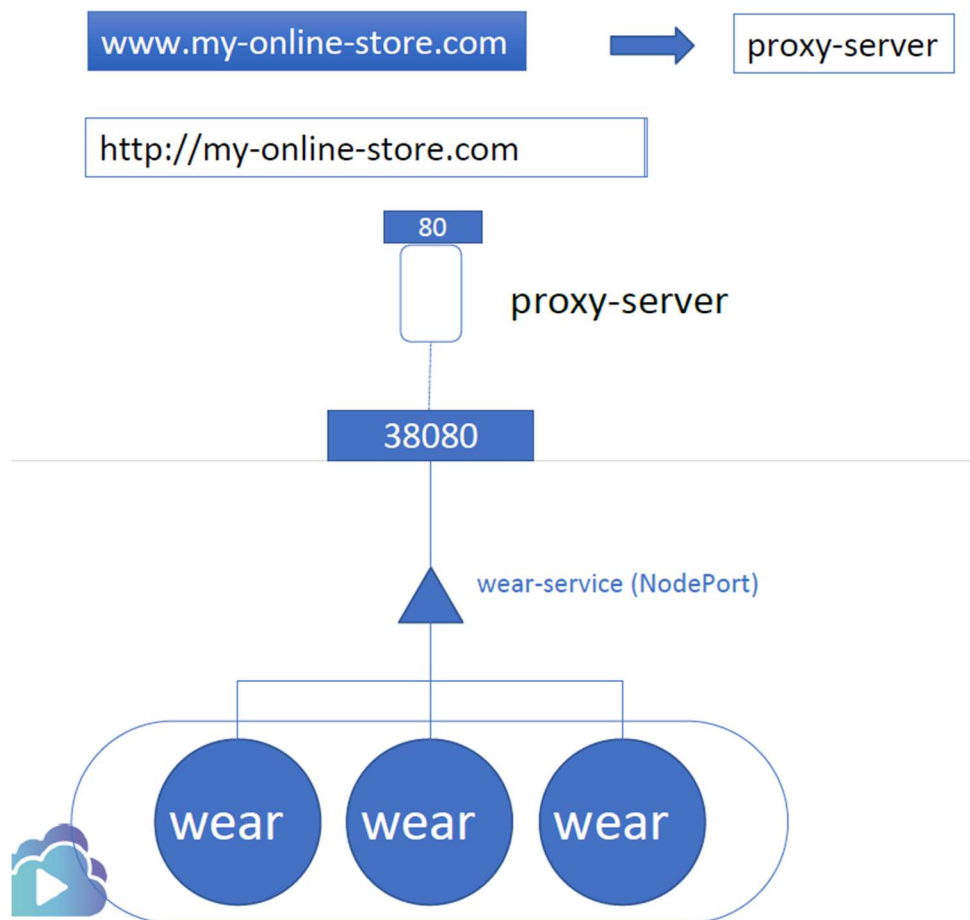 www.my-online-store.com
proxy-server
http://my-online-store.com
80
proxy-server
38080
wear-service (NodePort)
wear wear wear